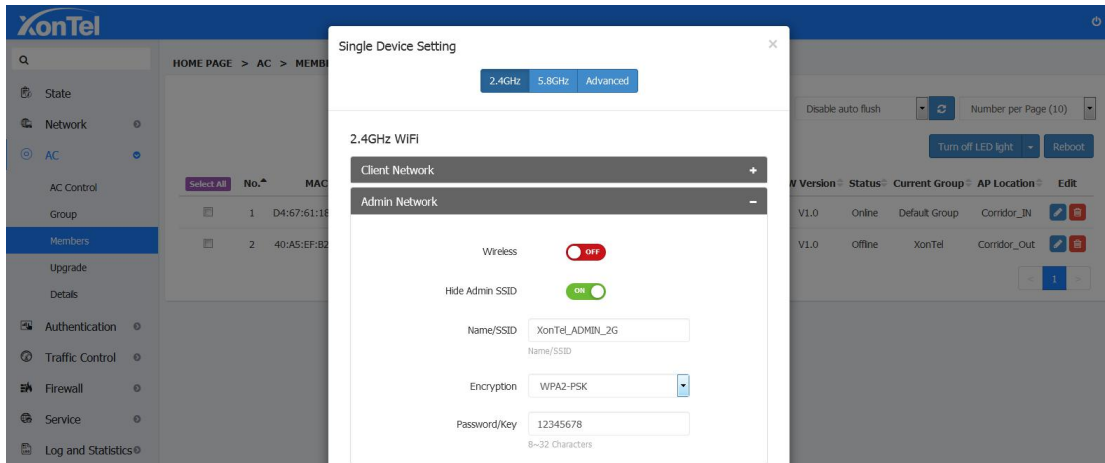 XonTel
HOME PAGE > AC > MEMB
State
Network
AC
AC Control
Group
Members
Upgrade
Details
Authentication
Traffic Control
Firewall
Service
Log and Statistics
Select All No. MAC
1 D4:67:61:18
2 40:A5:EF:B2
Single Device Setting ×
2.4GHz 5.8GHz Advanced
2.4GHz WiFi
Client Network +
Admin Network −
Wireless OFF
Hide Admin SSID ON
Name/SSID XonTel_ADMIN_2G
Name/SSID
Encryption WPA2-PSK
Password/Key 12345678
8~32 Characters
Disable auto flush Number per Page (10)
Turn off LED light Reboot
Version Status Current Group AP Location Edit
V1.0 Online Default Group Corridor_IN
V1.0 Offline XonTel Corridor_Out
< 1 >